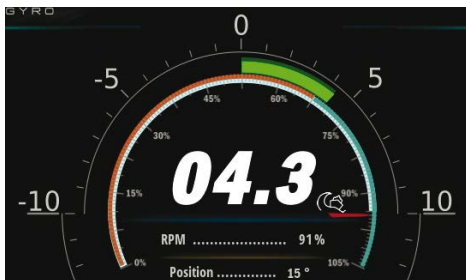 GYRO
0
-5 5
45% 60%
30% 75%
04.3
-10 15% 90% 10
RPM ...................... 91%
0% 105%
Position ............. 15 °